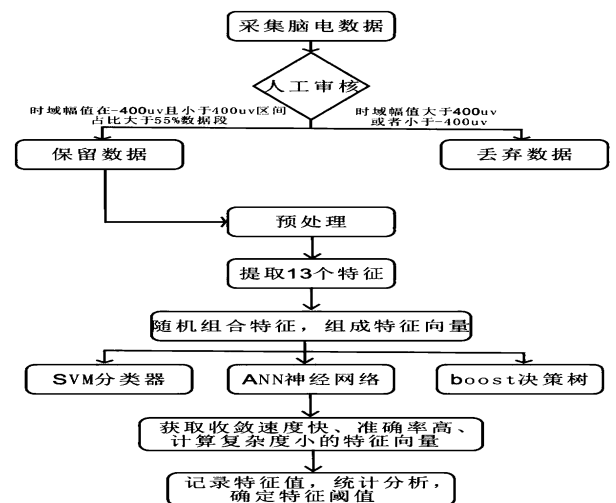 采集脑电数据
人工审核
时域幅值在-400uv且小于400uv区间
占比大于55%数据段
时域幅值大于400uv
或者小于-400uv
保留数据
丢弃数据
预处理
提取13个特征
随机组合特征，组成特征向量
SVM分类器
ANN神经网络
boost决策树
获取收敛速度快、准确率高、
计算复杂度小的特征向量
记录特征值，统计分析，
确定特征阈值